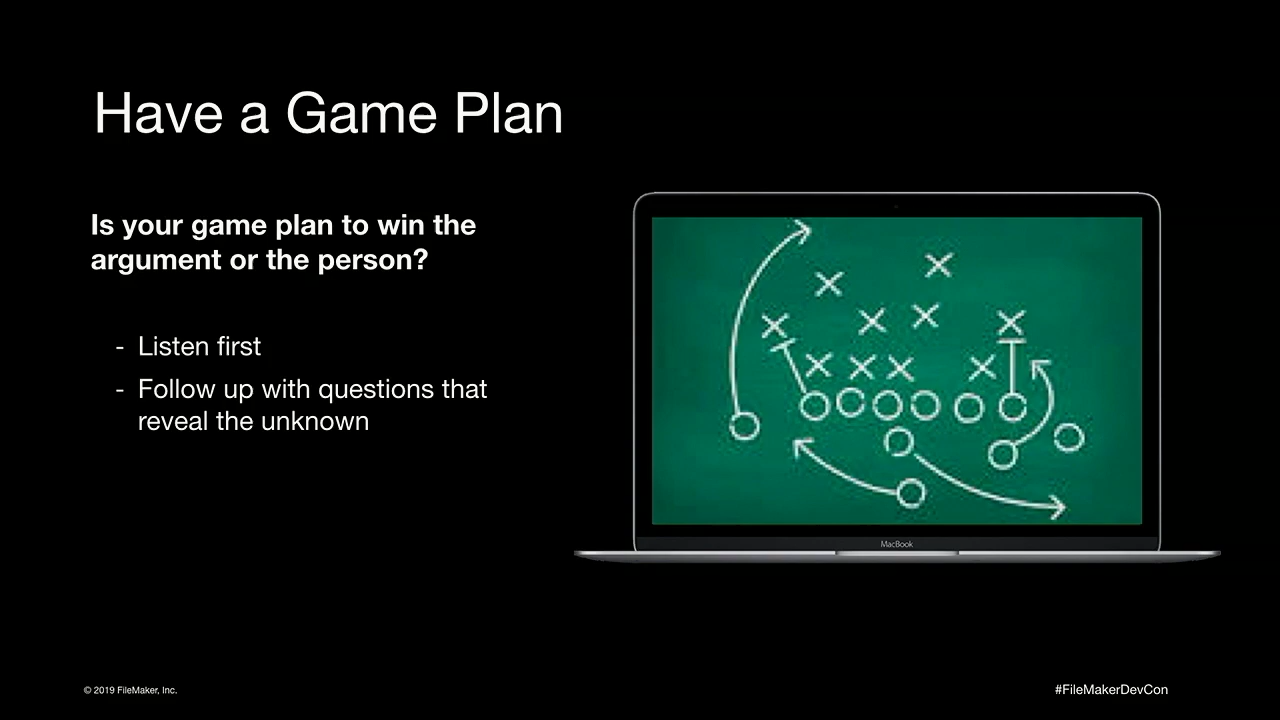 Have a Game Plan
Is your game plan to win the
argument or the person?
- Listen first
- Follow up with questions that
reveal the unknown
MacBook
© 2019 FileMaker, Inc.
#FileMakerDevCon